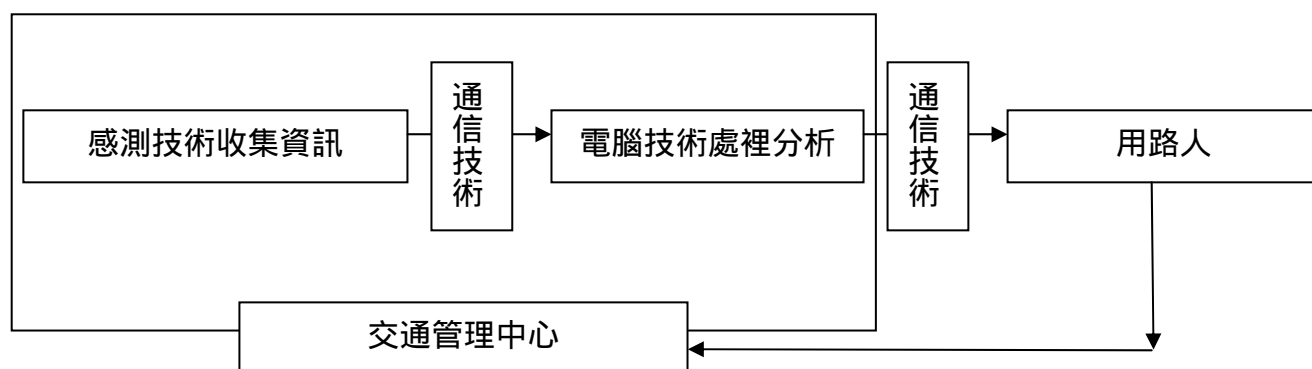 感測技術收集資訊
通信技術
電腦技術處裡分析
通信技術
用路人
交通管理中心